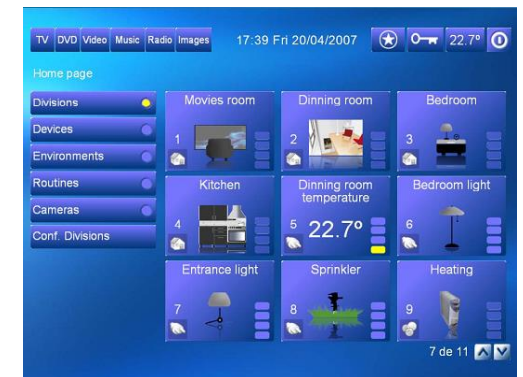 TV DVD Video Music Radio Images 17:39 Fri 20/04/2007 22.7º
Home page
Divisions
Devices
Environments
Routines
Cameras
Conf. Divisions
Movies room
1
Dinning room
2
Bedroom
3
Kitchen
4
Dinning room
temperature
5 22.7º
Bedroom light
6
Entrance light
7
Sprinkler
8
Heating
9
7 de 11